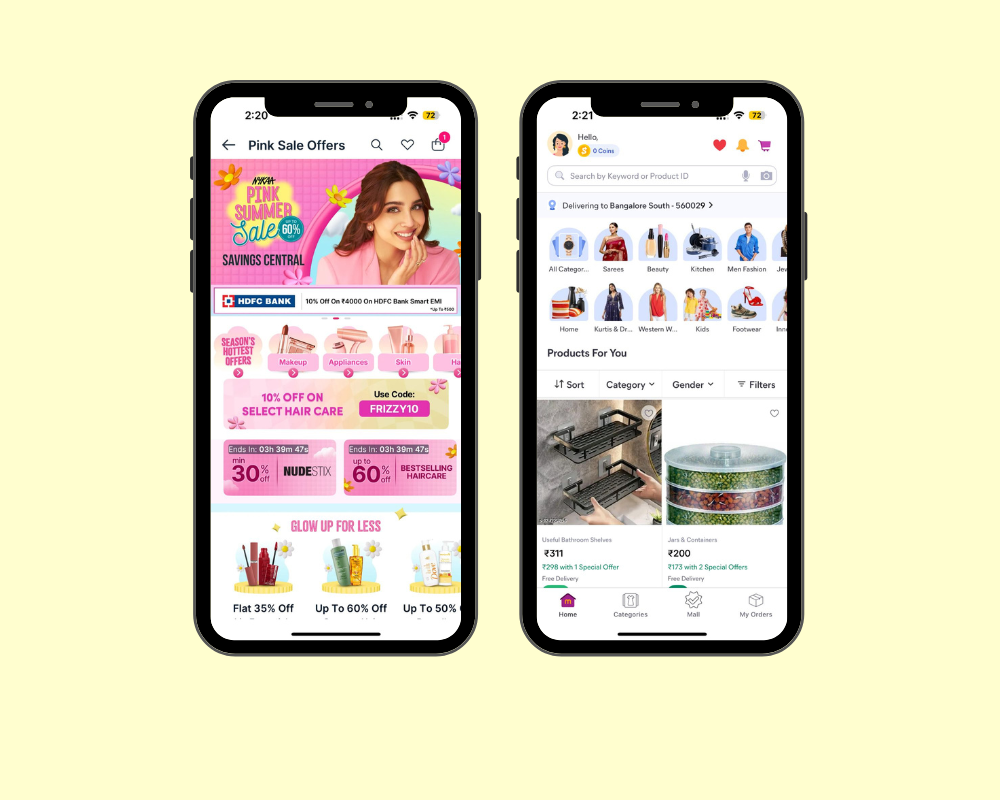 2:20
72
Pink Sale Offers
1
NYKAA
PINK
SUMMER
Sale
UP TO
60%
OFF
SAVINGS CENTRAL
HDFC BANK
10% Off On ₹4000 On HDFC Bank Smart EMI
*Up To ₹500
SEASON'S
HOTTEST
OFFERS
Makeup
Appliances
Skin
Ha
10% OFF ON
SELECT HAIR CARE
Use Code:
FRIZZY10
Ends In: 03h 39m 47s
min
30% off
NUDESTIX
Ends In: 03h 39m 47s
up to
60% off
BESTSELLING
HAIRCARE
GLOW UP FOR LESS
Flat 35% Off
Up To 60% Off
Up To 50%
2:21
72
Hello,
0 Coins
Search by Keyword or Product ID
Delivering to Bangalore South - 560029
All Categor...
Sarees
Beauty
Kitchen
Men Fashion
Jew
Home
Kurtis & Dr...
Western W...
Kids
Footwear
Inn
Products For You
Sort
Category
Gender
Filters
Useful Bathroom Shelves
₹311
₹298 with 1 Special Offer
Free Delivery
Jars & Containers
₹200
₹173 with 2 Special Offers
Free Delivery
m
Home
Categories
Mall
My Orders